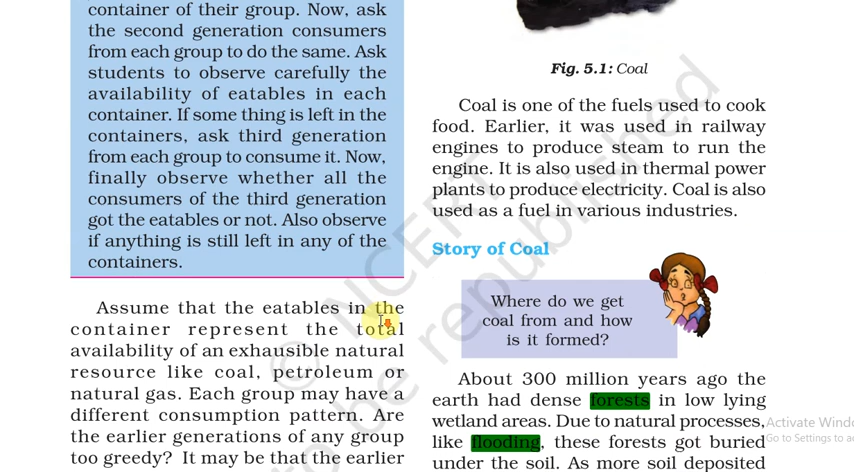 container of their group. Now, ask
the second generation consumers
from each group to do the same. Ask
students to observe carefully the
availability of eatables in each
container. If some thing is left in the
containers, ask third generation
from each group to consume it. Now,
finally observe whether all the
consumers of the third generation
got the eatables or not. Also observe
if anything is still left in any of the
containers.
Assume that the eatables in the
container represent the total
availability of an exhausible natural
resource like coal, petroleum or
natural gas. Each group may have a
different consumption pattern. Are
the earlier generations of any group
too greedy? It may be that the earlier
Fig. 5.1: Coal
Coal is one of the fuels used to cook
food. Earlier, it was used in railway
engines to produce steam to run the
engine. It is also used in thermal power
plants to produce electricity. Coal is also
used as a fuel in various industries.
Story of Coal
Where do we get
coal from and how
is it formed?
About 300 million years ago the
earth had dense forests in low lying
wetland areas. Due to natural processes,
like flooding, these forests got buried
under the soil. As more soil deposited
© NCERT
be republished
Activate Windows
Go to Settings to a